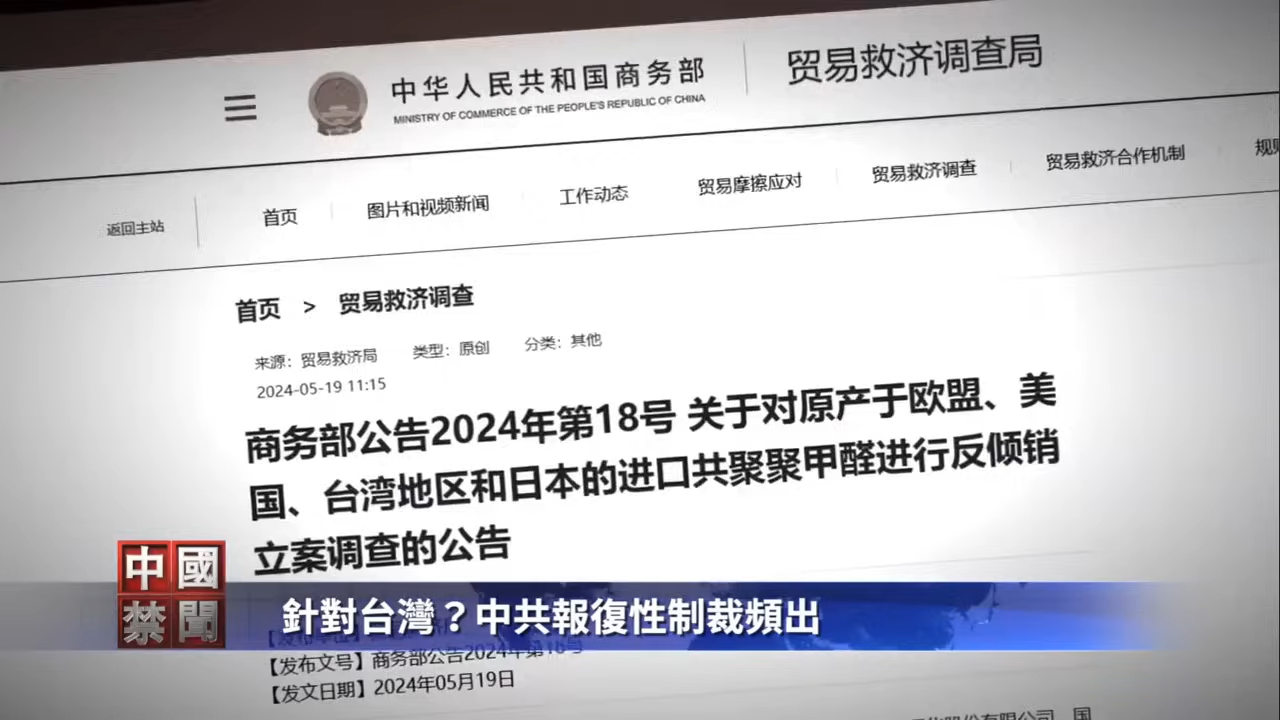 中华人民共和国商务部
MINISTRY OF COMMERCE OF THE PEOPLE'S REPUBLIC OF CHINA
贸易救济调查局
返回主站 首页 图片和视频新闻 工作动态 贸易摩擦应对 贸易救济调查 贸易救济合作机制
首页 > 贸易救济调查
来源：贸易救济局 类型：原创 分类：其他
2024-05-19 11:15
商务部公告2024年第18号 关于对原产于欧盟、美
国、台湾地区和日本的进口共聚聚甲醛进行反倾销
立案调查的公告
中國
禁聞
針對台灣？中共報復性制裁頻出
【发布文号】商务部公告2024年第18号
【发文日期】2024年05月19日